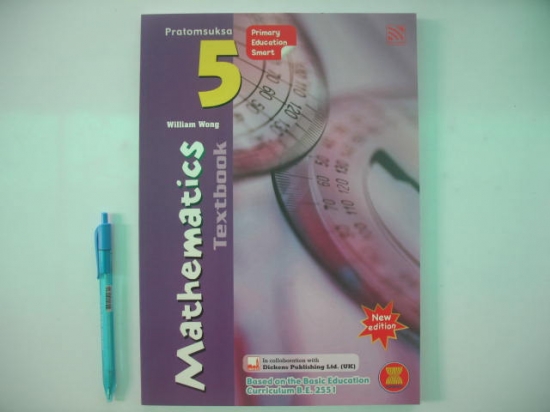 Pratomsuksa
5
Primary
Education
Smart
William Wong
Mathematics
Textbook
New
edition
In collaboration with
Dickens Publishing Ltd. (UK)
Based on the Basic Education
Curriculum B.E. 2551